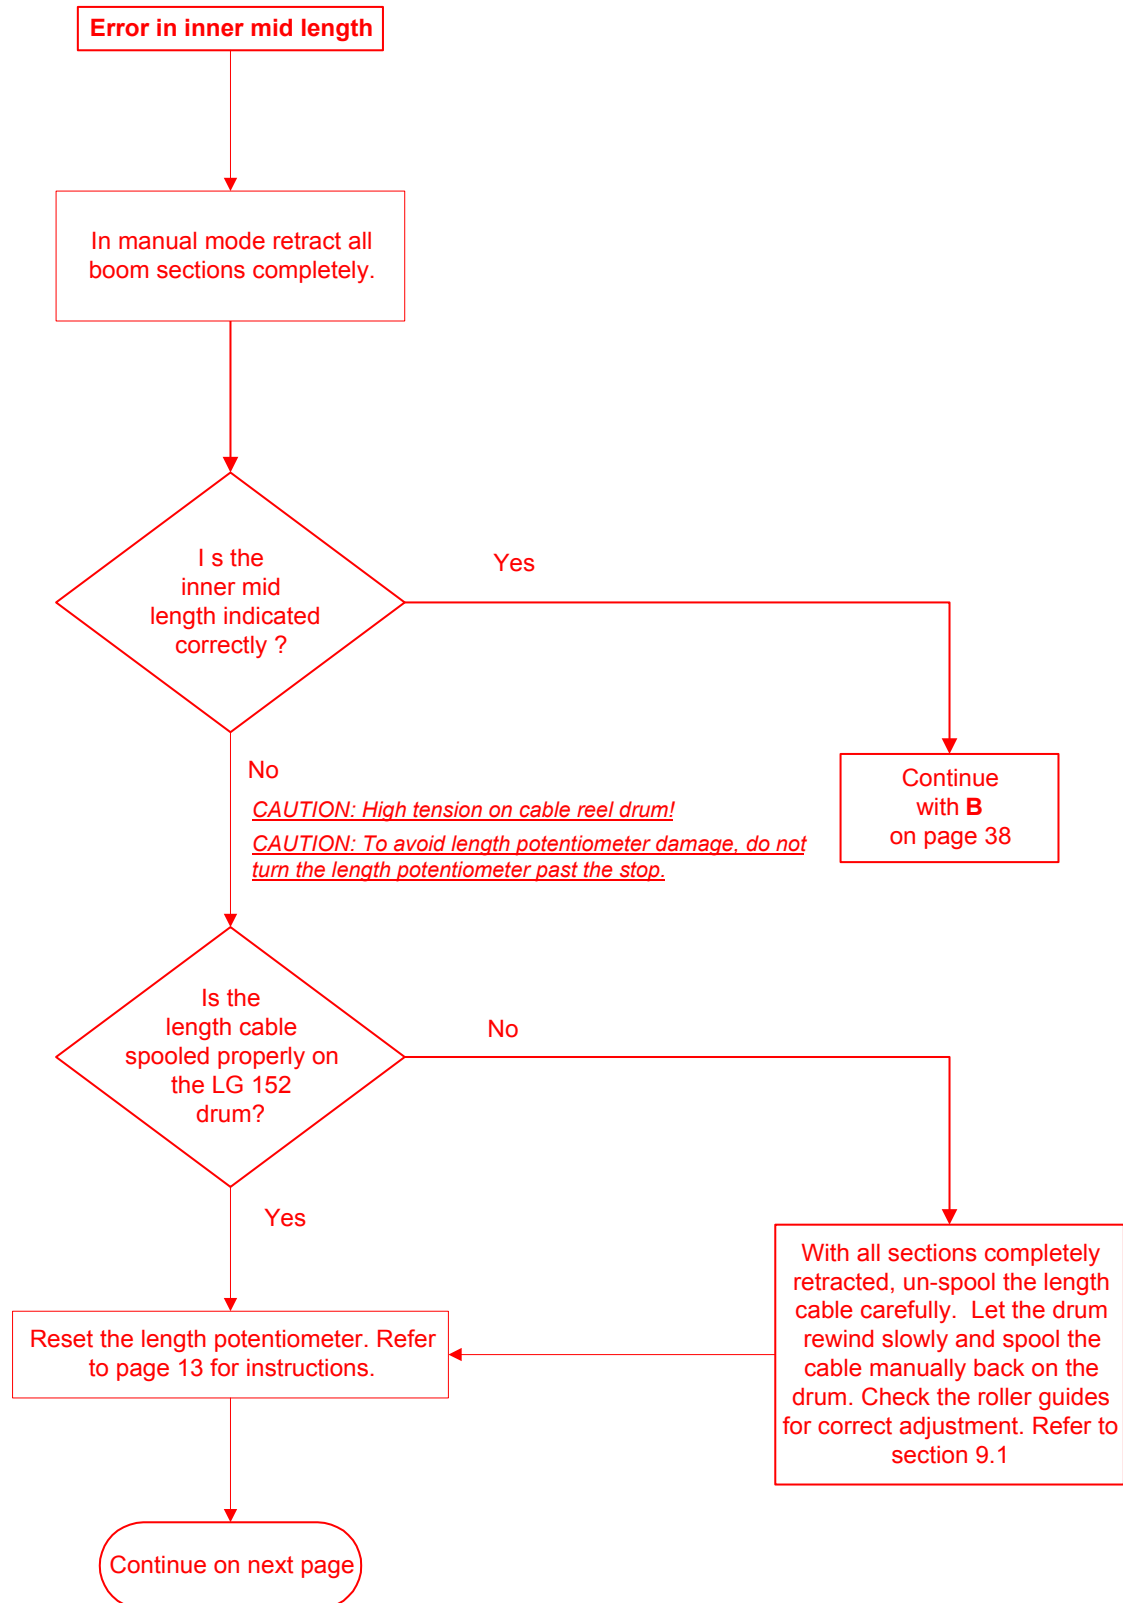 Error in inner mid length
In manual mode retract all
boom sections completely.
I s the
inner mid
length indicated
correctly ?
Yes
No
CAUTION: High tension on cable reel drum!
CAUTION: To avoid length potentiometer damage, do not
turn the length potentiometer past the stop.
Continue
with B
on page 38
Is the
length cable
spooled properly on
the LG 152
drum?
No
Yes
With all sections completely
retracted, un-spool the length
cable carefully.  Let the drum
rewind slowly and spool the
cable manually back on the
drum. Check the roller guides
for correct adjustment. Refer to
section 9.1
Reset the length potentiometer. Refer
to page 13 for instructions.
Continue on next page